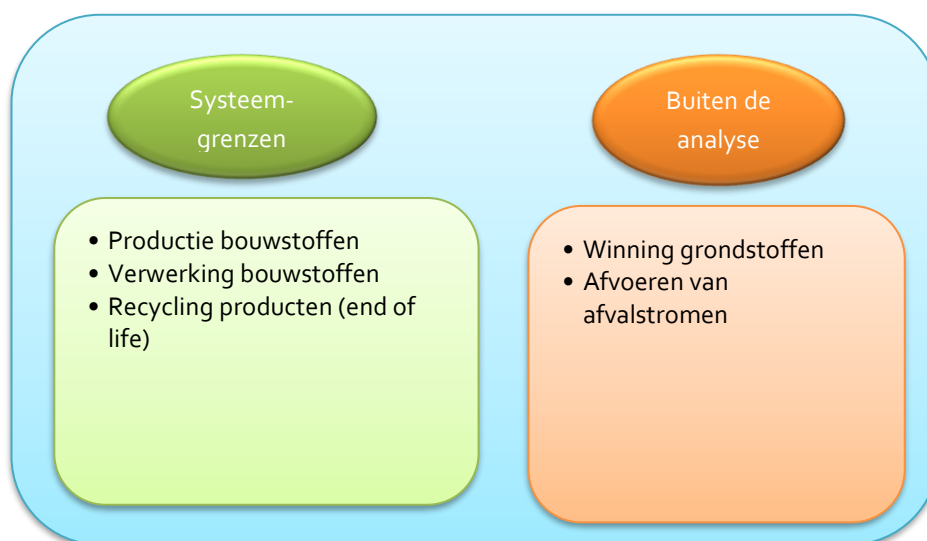 Systeem-
grenzen
• Productie bouwstoffen
• Verwerking bouwstoffen
• Recycling producten (end of
life)
Buiten de
analyse
• Winning grondstoffen
• Afvoeren van
afvalstromen